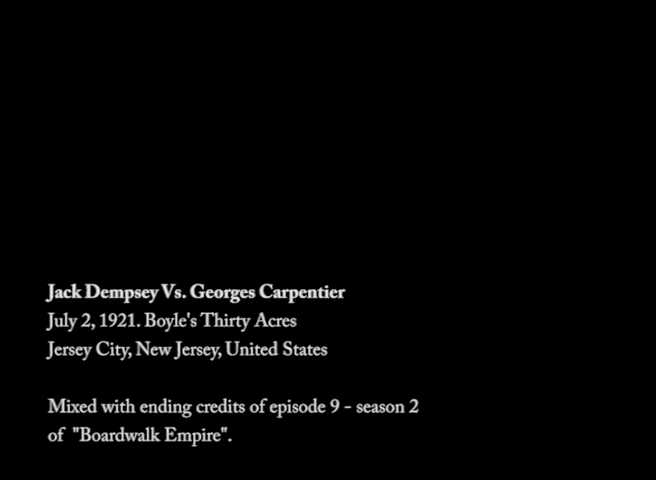 Jack Dempsey Vs. Georges Carpentier
July 2, 1921. Boyle's Thirty Acres
Jersey City, New Jersey, United States
Mixed with ending credits of episode 9 - season 2
of "Boardwalk Empire".